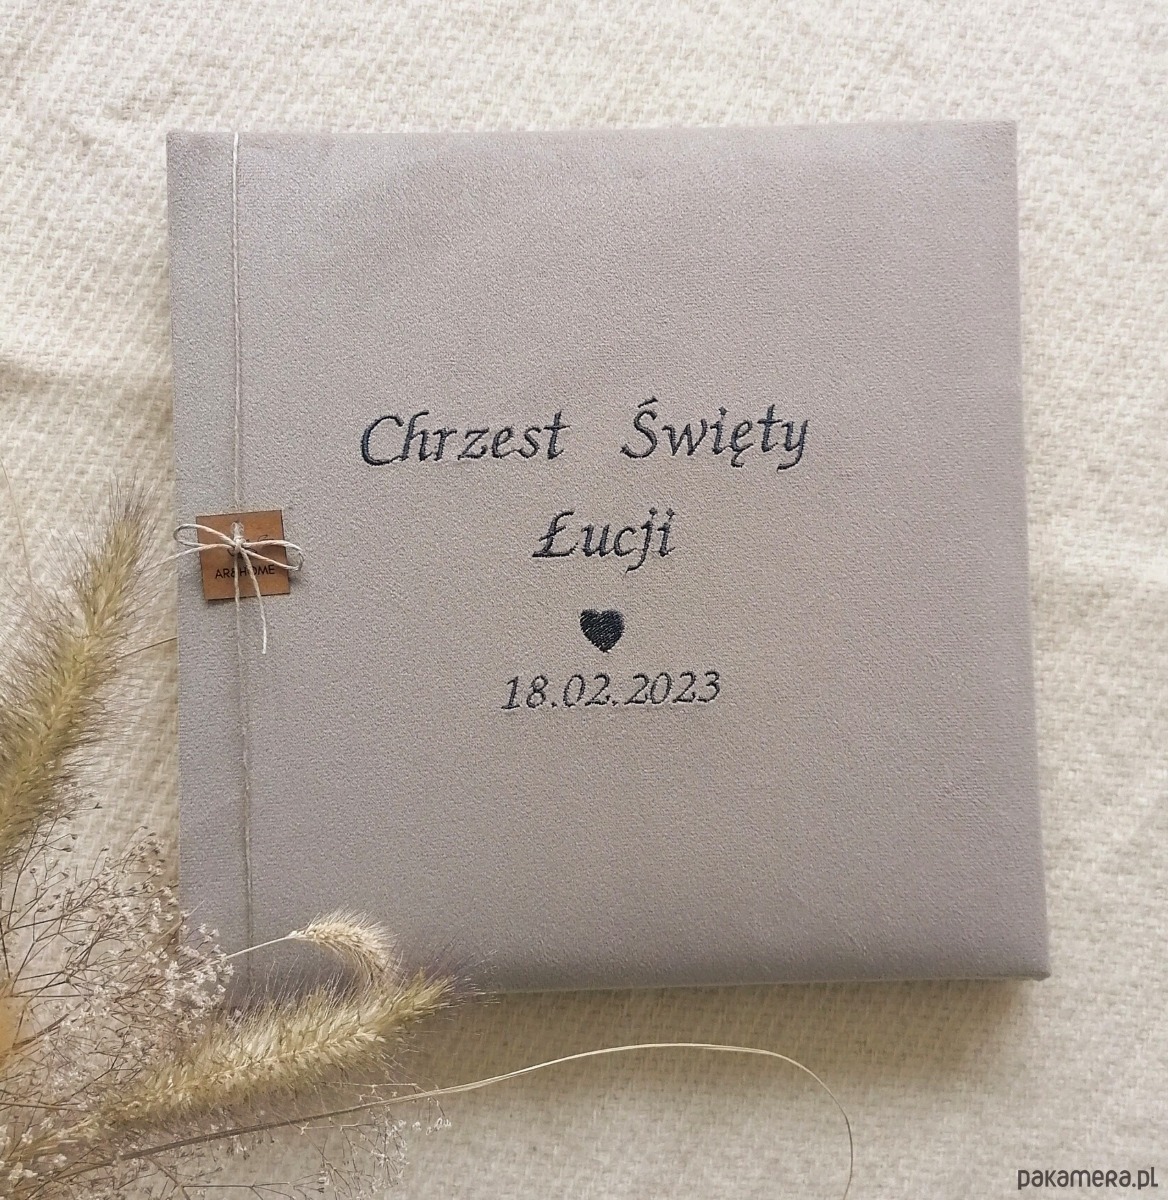 Chrzest Święty
Łucji
18.02.2023
AR&HOME
pakamera.pl